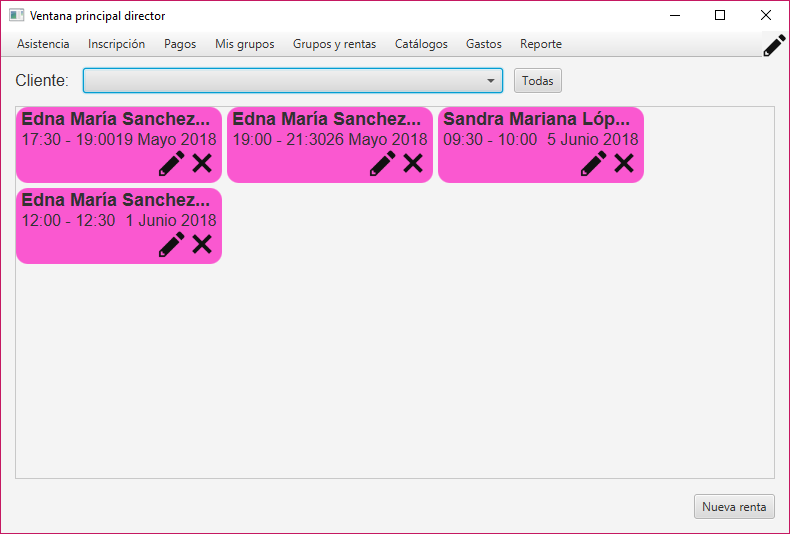 Ventana principal director
Asistencia Inscripción Pagos Mis grupos Grupos y rentas Catálogos Gastos Reporte
Cliente: Todas
Edna María Sanchez...
17:30 - 19:0019 Mayo 2018
Edna María Sanchez...
19:00 - 21:3026 Mayo 2018
Sandra Mariana Lóp...
09:30 - 10:00 5 Junio 2018
Edna María Sanchez...
12:00 - 12:30 1 Junio 2018
Nueva renta